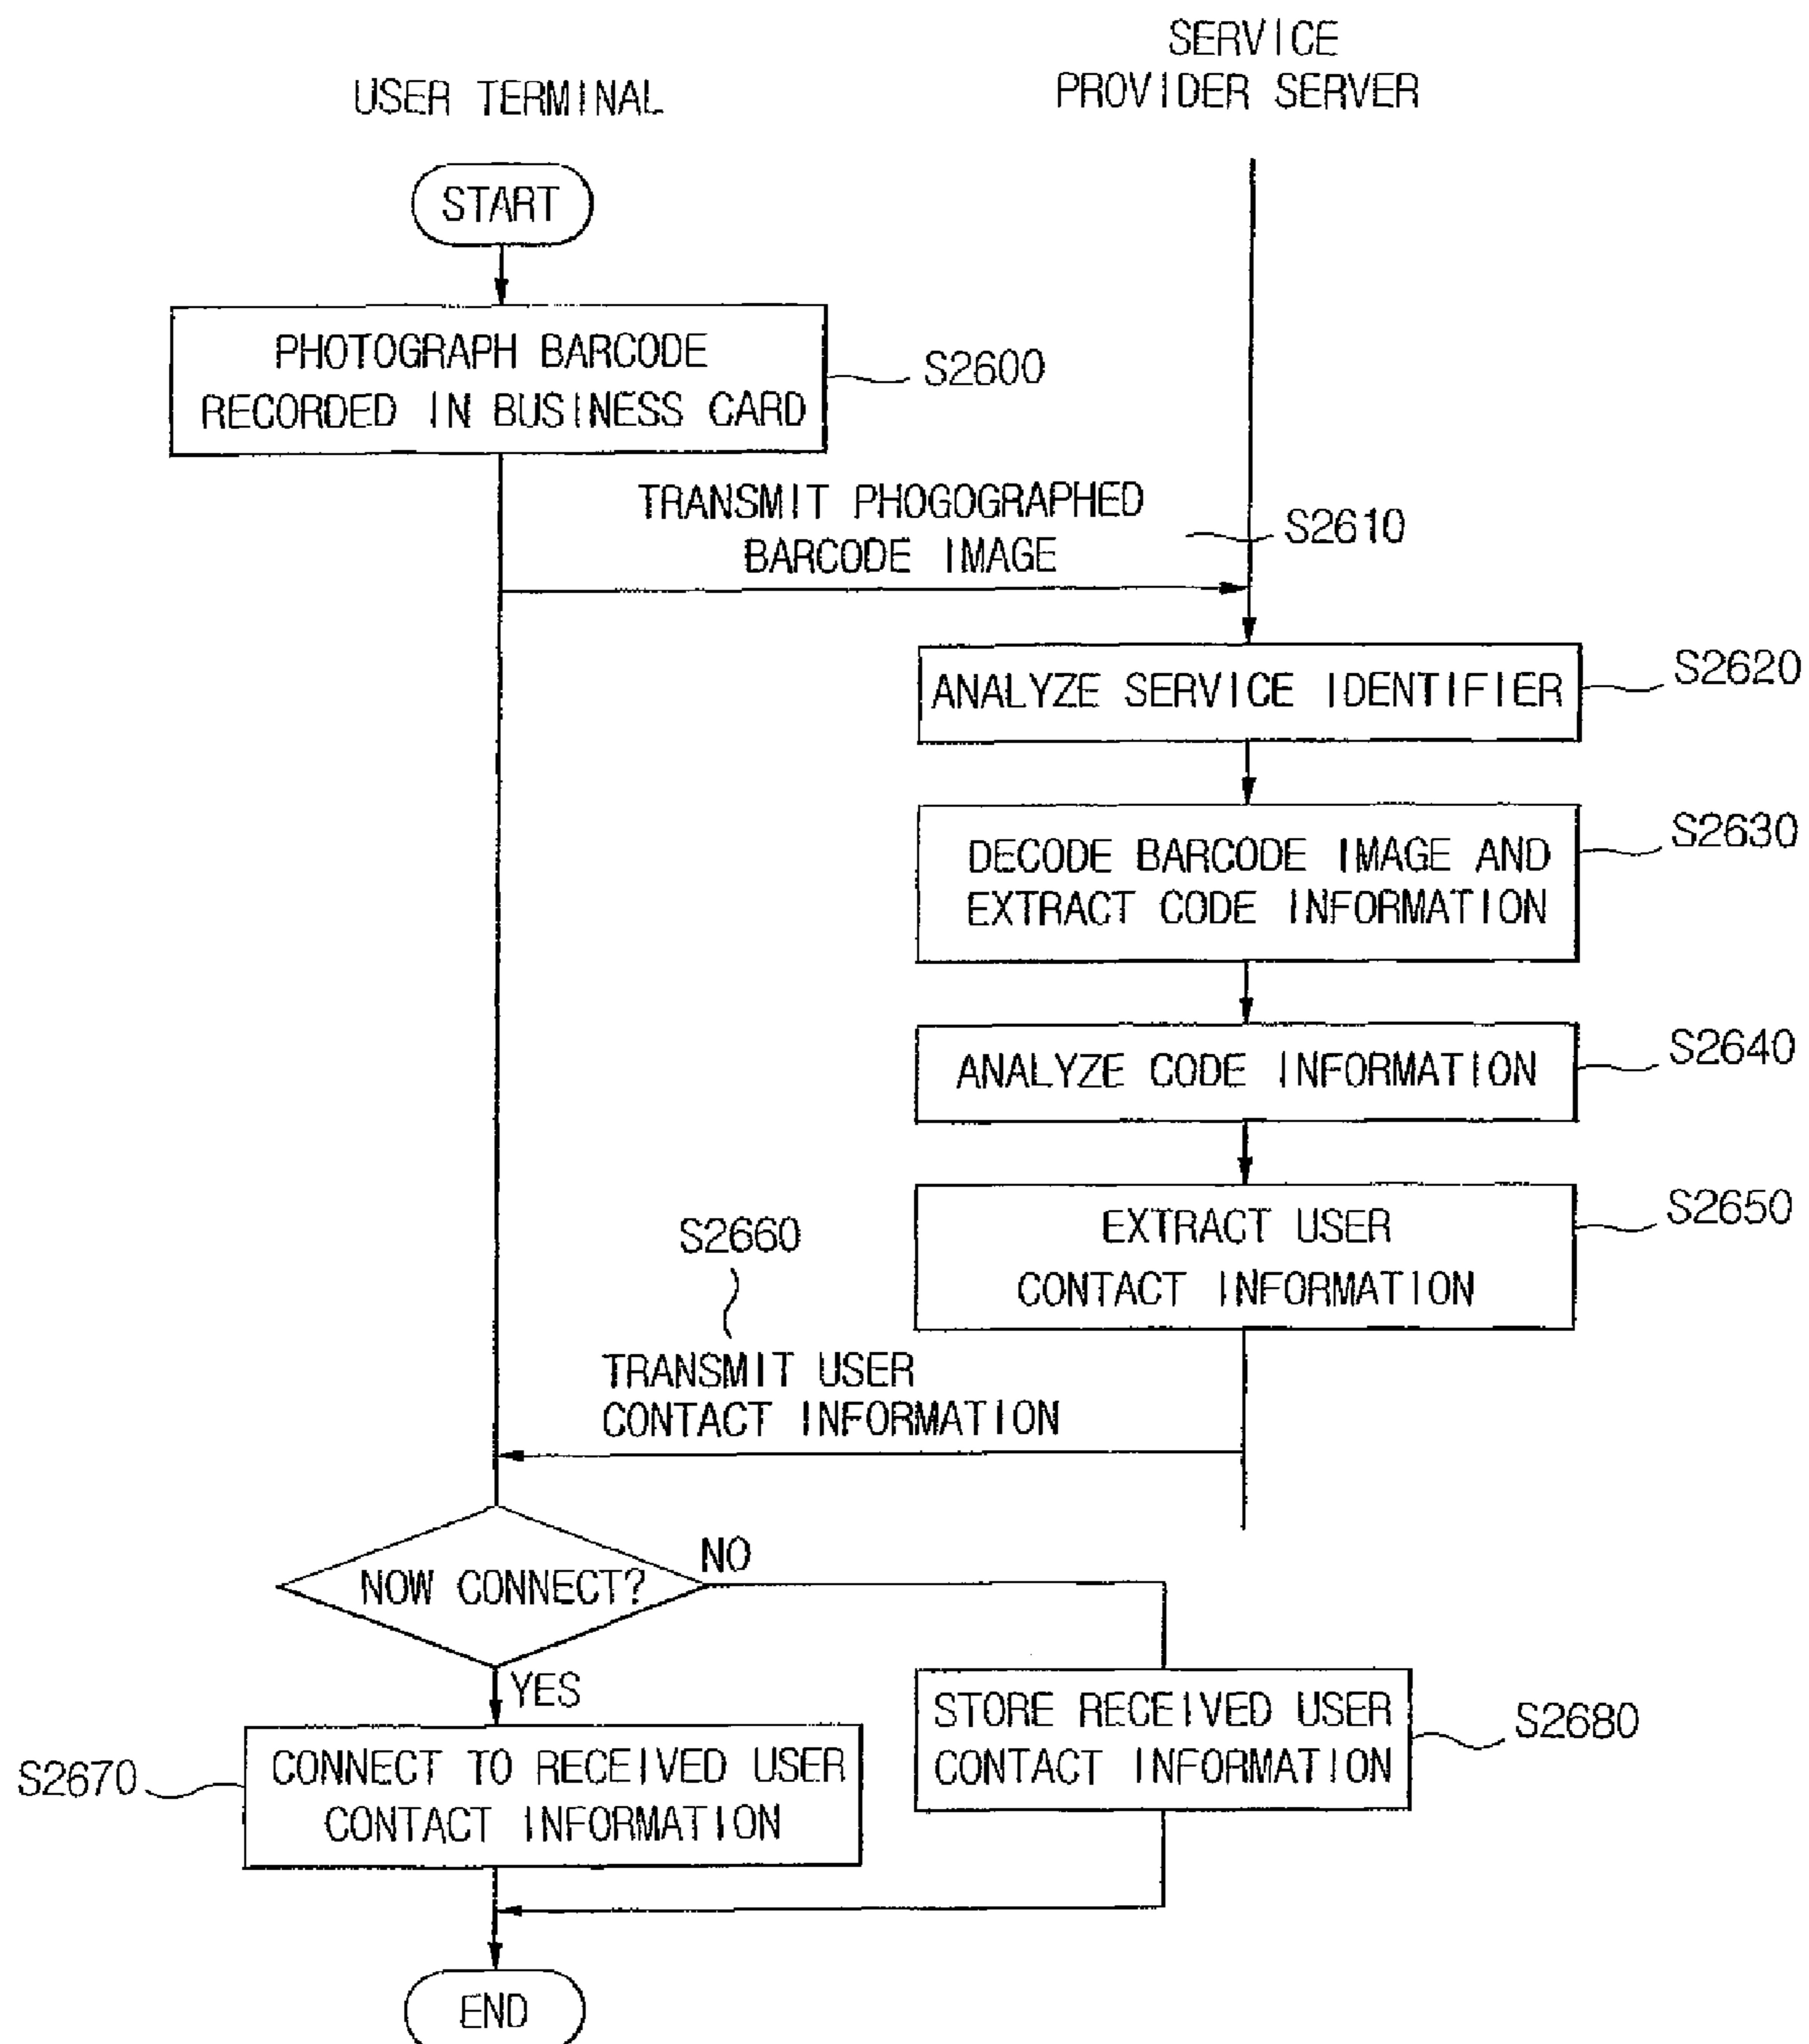 SERVICE
PROVIDER SERVER
USER TERMINAL
START
PHOTOGRAPH BARCODE
RECORDED IN BUSINESS CARD
S2600
TRANSMIT PHOGOGRAPHED
BARCODE IMAGE
S2610
ANALYZE SERVICE IDENTIFIER
S2620
DECODE BARCODE IMAGE AND
EXTRACT CODE INFORMATION
S2630
ANALYZE CODE INFORMATION
S2640
EXTRACT USER
CONTACT INFORMATION
S2650
S2660
TRANSMIT USER
CONTACT INFORMATION
NOW CONNECT?
NO
YES
STORE RECEIVED USER
CONTACT INFORMATION
S2680
S2670
CONNECT TO RECEIVED USER
CONTACT INFORMATION
END